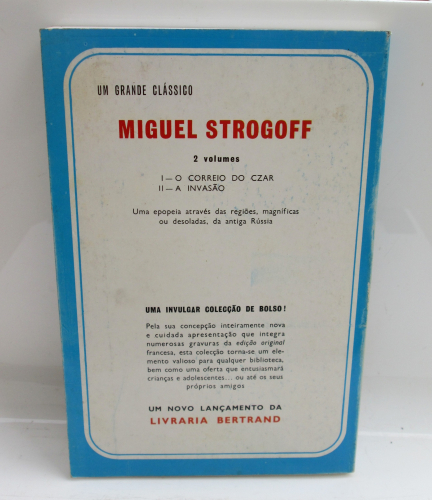 UM GRANDE CLÁSSICO
MIGUEL STROGOFF
2 volumes
I — O CORREIO DO CZAR
II — A INVASÃO
Uma epopeia através das regiões, magníficas
ou desoladas, da antiga Rússia
UMA INVULGAR COLECÇÃO DE BOLSO!
Pela sua concepção inteiramente nova
e cuidada apresentação que integra
numerosas gravuras da edição original
francesa, esta colecção torna-se um ele-
mento valioso para qualquer biblioteca,
bem como uma oferta que entusiasmará
crianças e adolescentes... ou até os seus
próprios amigos
UM NOVO LANÇAMENTO DA
LIVRARIA BERTRAND